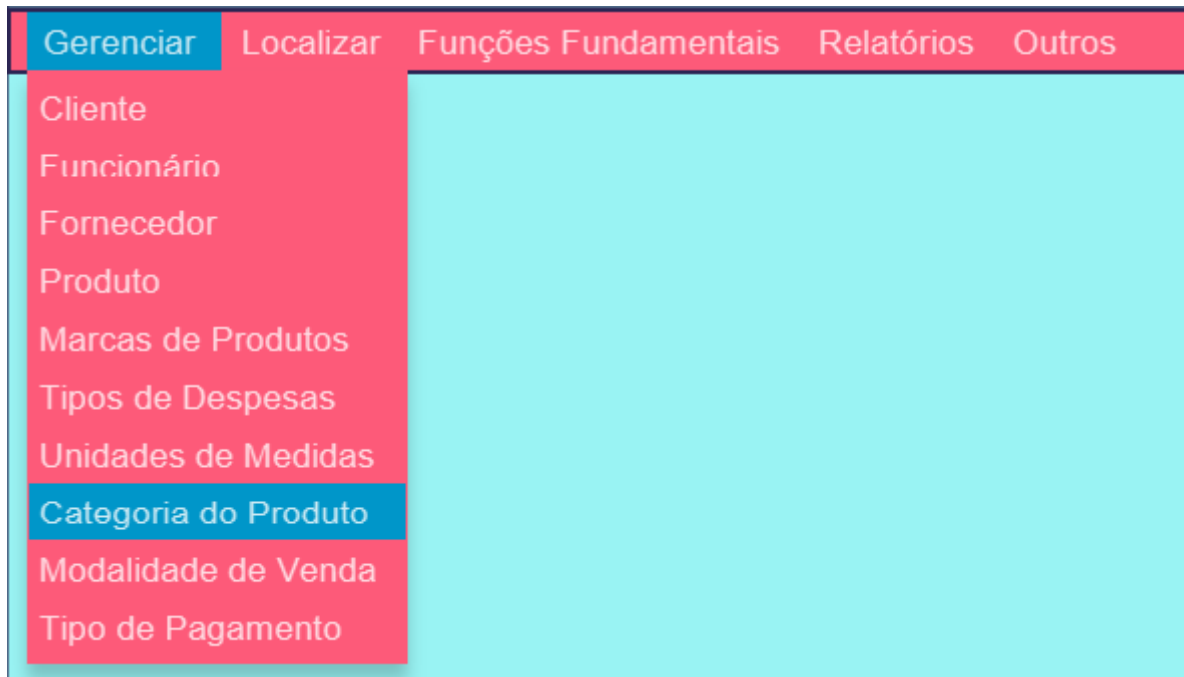 Gerenciar Localizar Funções Fundamentais Relatórios Outros
Cliente
Funcionário
Fornecedor
Produto
Marcas de Produtos
Tipos de Despesas
Unidades de Medidas
Categoria do Produto
Modalidade de Venda
Tipo de Pagamento